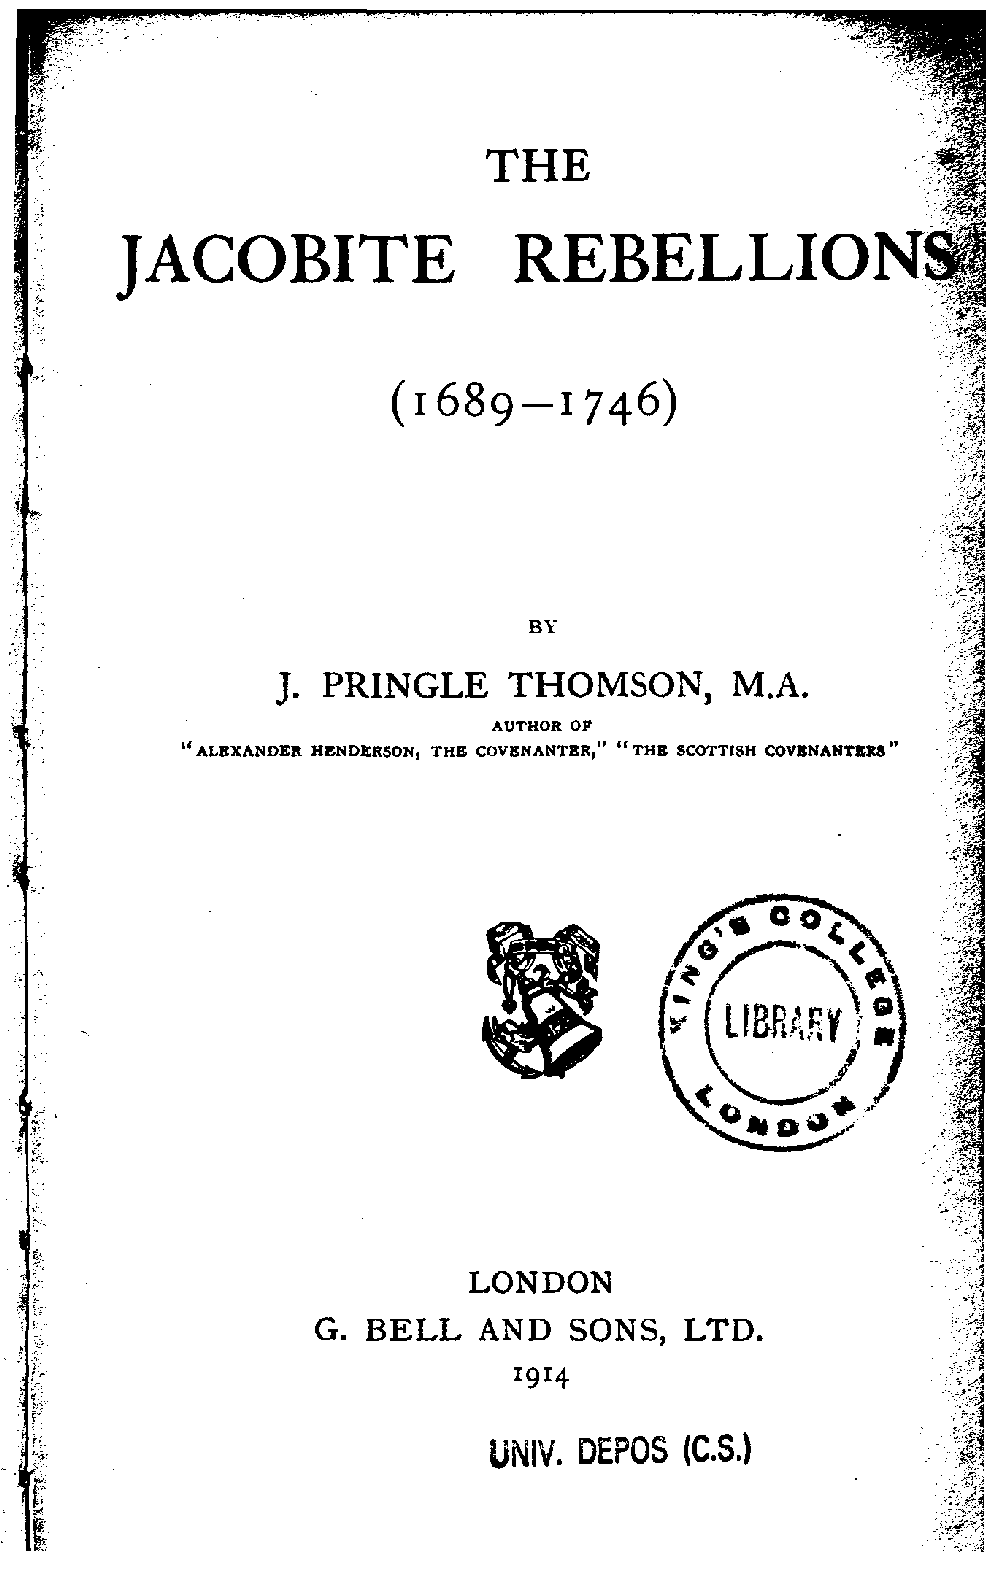 THE
JACOBITE REBELLIONS
(1689–1746)
BY
J. PRINGLE THOMSON, M.A.
AUTHOR OF
"ALEXANDER HENDERSON, THE COVENANTER," "THE SCOTTISH COVENANTERS"
KING'S COLLEGE
LIBRARY
LONDON
LONDON
G. BELL AND SONS, LTD.
1914
UNIV. DEPOS (C.S.)